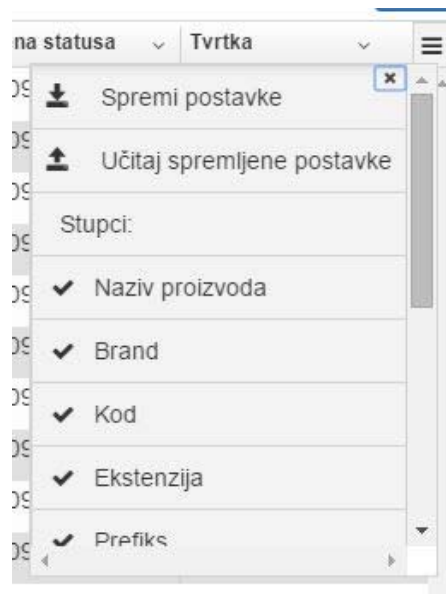 na statusa Tvrtka
Spremi postavke
Učitaj spremljene postavke
Stupci:
Naziv proizvoda
Brand
Kod
Ekstenzija
Prefiks